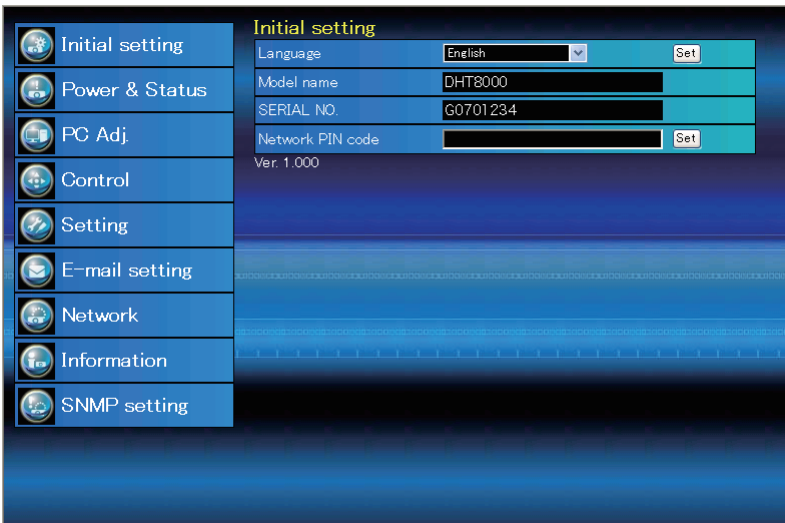 Initial setting
Power & Status
PC Adj.
Control
Setting
E-mail setting
Network
Information
SNMP setting
Initial setting
Language English Set
Model name DHT8000
SERIAL NO. G0701234
Network PIN code Set
Ver. 1.000